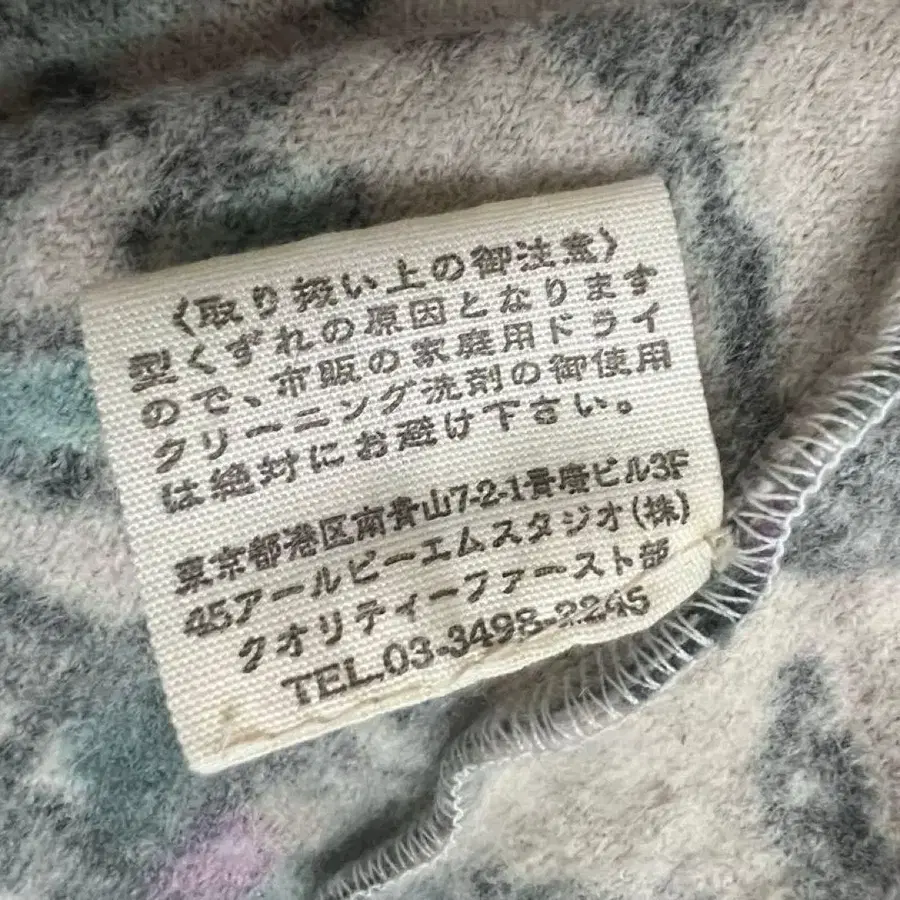 〈取り扱い上の御注意〉
型くずれの原因となります
ので、市販の家庭用ドライ
クリーニング洗剤の御使用
は絶対にお避け下さい。
東京都港区南青山7-2-1青慶ビル3F
45アールピーエムスタジオ(株)
クオリティーファースト部
TEL.03-3498-2245